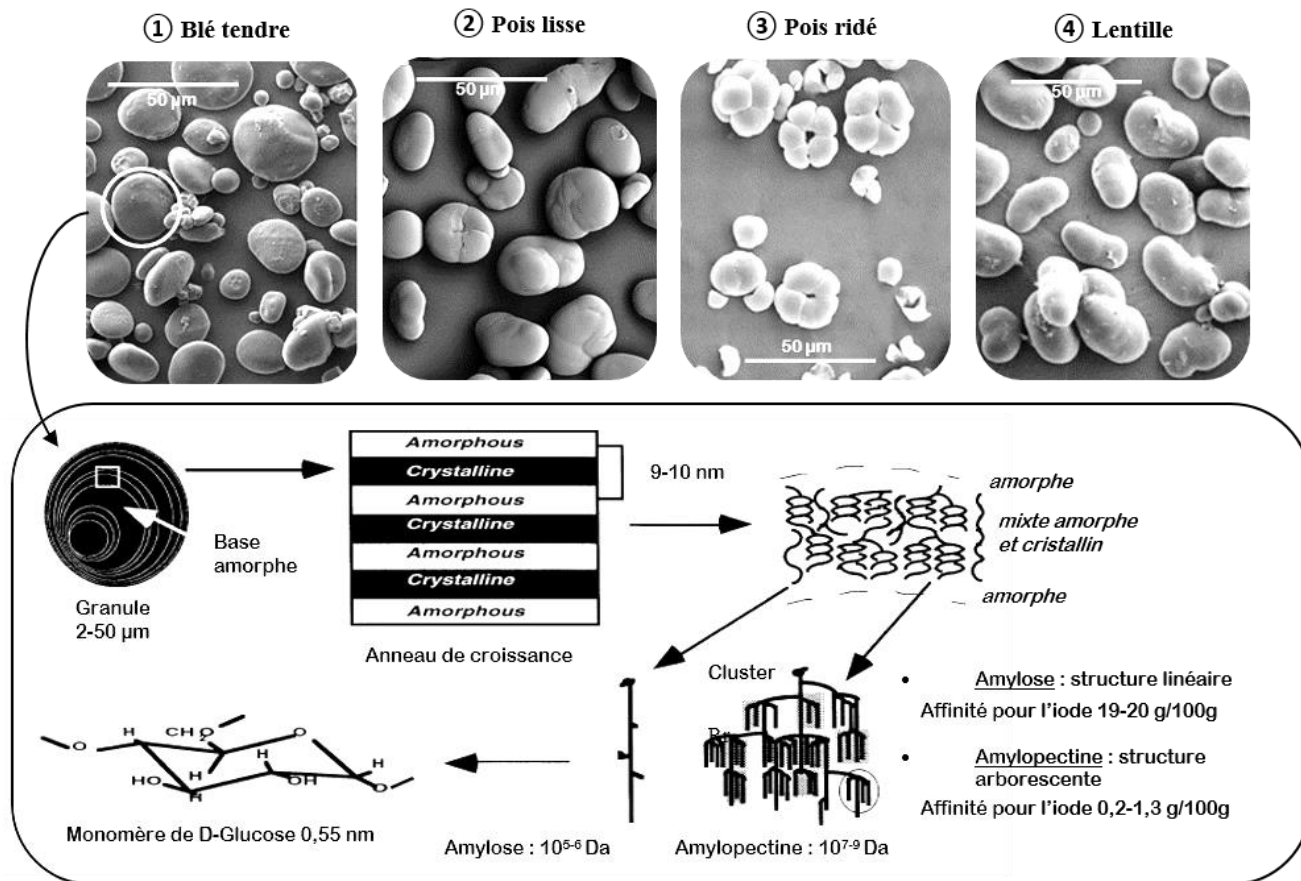 ① Blé tendre
② Pois lisse
③ Pois ridé
④ Lentille
50 µm
50 µm
50 µm
50 µm
Amorphous
Crystalline
Amorphous
Crystalline
Amorphous
Crystalline
Amorphous
9-10 nm
amorphe
mixte amorphe
et cristallin
amorphe
Base
amorphe
Granule
2-50 µm
Anneau de croissance
Cluster
• Amylose : structure linéaire
Affinité pour l'iode 19-20 g/100g
• Amylopectine : structure
arborescente
Affinité pour l'iode 0,2-1,3 g/100g
H
CH2
O
O
O
H
H
HO
H
H
OH
O
Monomère de D-Glucose 0,55 nm
Amylose : 10⁵⁻⁶ Da
Amylopectine : 10⁷⁻⁹ Da